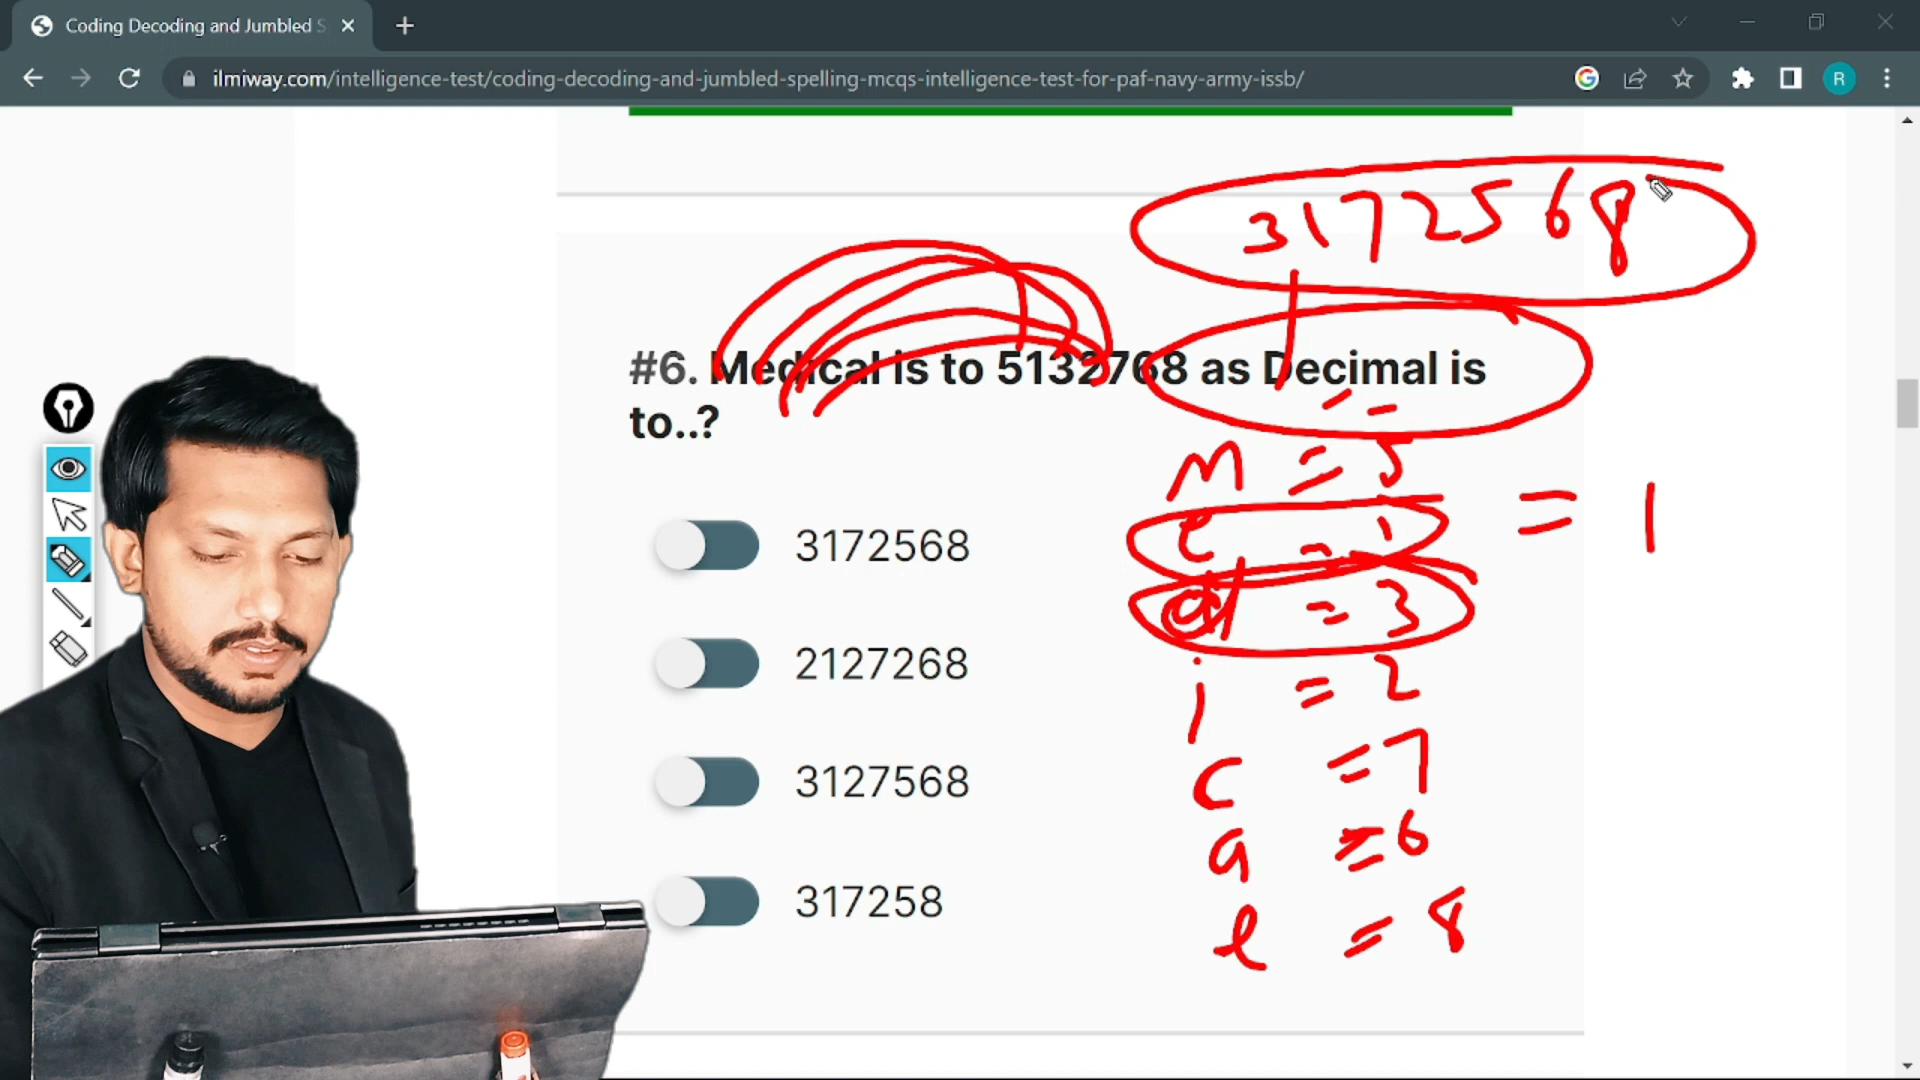 Coding Decoding and Jumbled S
ilmiway.com/intelligence-test/coding-decoding-and-jumbled-spelling-mcqs-intelligence-test-for-paf-navy-army-issb/
R
3172568
#6. Medical is to 5132768 as Decimal is
to..?
M = 5
e = 1 = 1
d = 3
i = 2
c = 7
a = 6
l = 8
3172568
2127268
3127568
317258